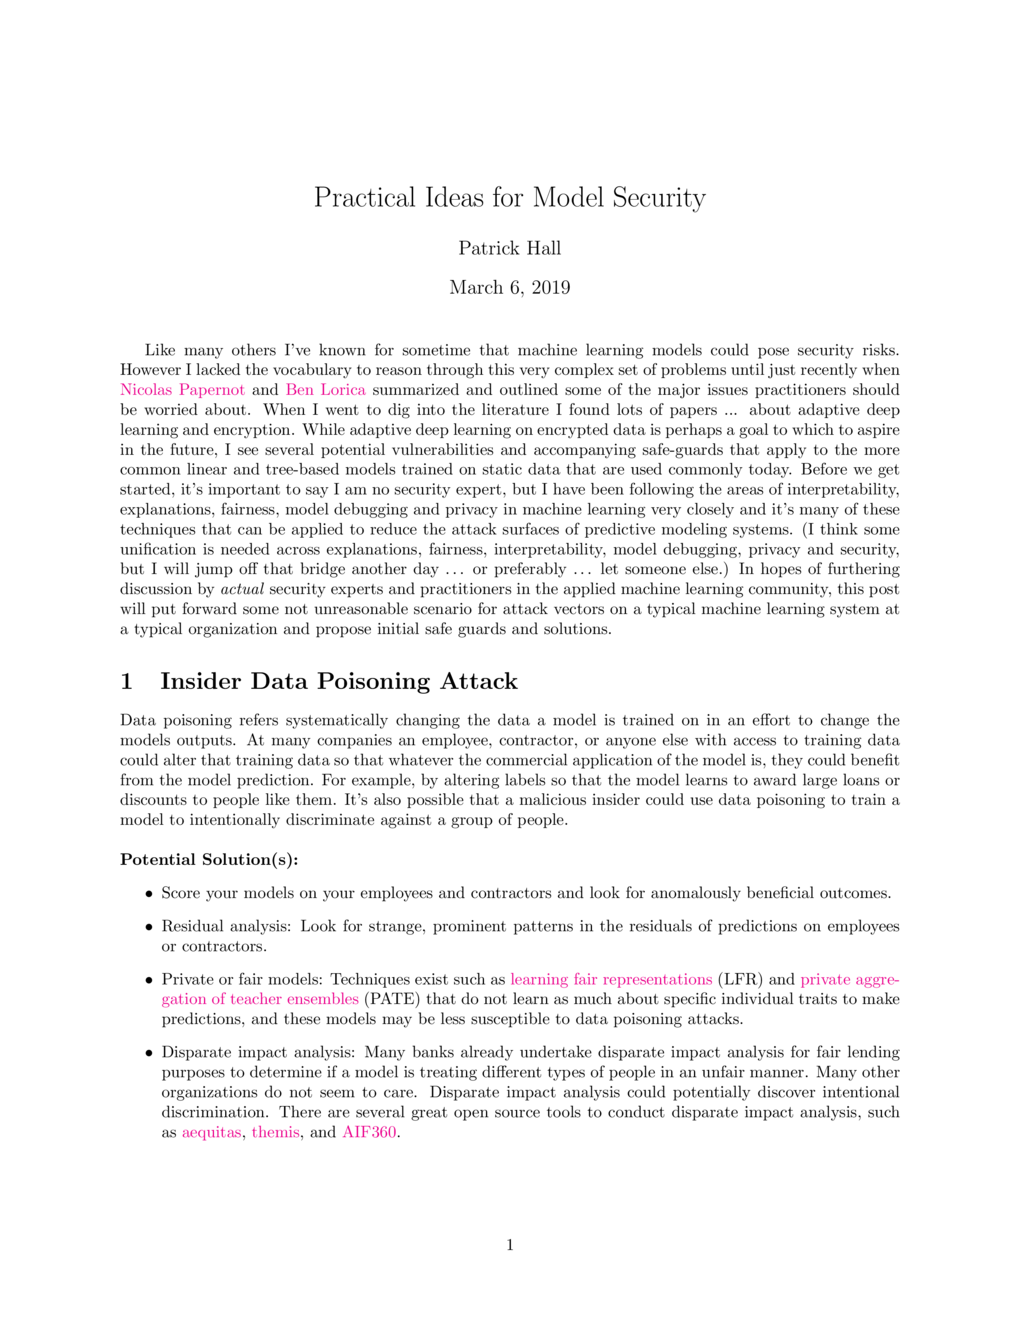 Practical Ideas for Model Security
Patrick Hall
March 6, 2019
Like many others I've known for sometime that machine learning models could pose security risks.
However I lacked the vocabulary to reason through this very complex set of problems until just recently when
Nicolas Papernot and Ben Lorica summarized and outlined some of the major issues practitioners should
be worried about. When I went to dig into the literature I found lots of papers ... about adaptive deep
learning and encryption. While adaptive deep learning on encrypted data is perhaps a goal to which to aspire
in the future, I see several potential vulnerabilities and accompanying safe-guards that apply to the more
common linear and tree-based models trained on static data that are used commonly today. Before we get
started, it's important to say I am no security expert, but I have been following the areas of interpretability,
explanations, fairness, model debugging and privacy in machine learning very closely and it's many of these
techniques that can be applied to reduce the attack surfaces of predictive modeling systems. (I think some
unification is needed across explanations, fairness, interpretability, model debugging, privacy and security,
but I will jump off that bridge another day ... or preferably ... let someone else.) In hopes of furthering
discussion by actual security experts and practitioners in the applied machine learning community, this post
will put forward some not unreasonable scenario for attack vectors on a typical machine learning system at
a typical organization and propose initial safe guards and solutions.
1 Insider Data Poisoning Attack
Data poisoning refers systematically changing the data a model is trained on in an effort to change the
models outputs. At many companies an employee, contractor, or anyone else with access to training data
could alter that training data so that whatever the commercial application of the model is, they could benefit
from the model prediction. For example, by altering labels so that the model learns to award large loans or
discounts to people like them. It's also possible that a malicious insider could use data poisoning to train a
model to intentionally discriminate against a group of people.
Potential Solution(s):
• Score your models on your employees and contractors and look for anomalously beneficial outcomes.
• Residual analysis: Look for strange, prominent patterns in the residuals of predictions on employees
or contractors.
• Private or fair models: Techniques exist such as learning fair representations (LFR) and private aggre-
gation of teacher ensembles (PATE) that do not learn as much about specific individual traits to make
predictions, and these models may be less susceptible to data poisoning attacks.
• Disparate impact analysis: Many banks already undertake disparate impact analysis for fair lending
purposes to determine if a model is treating different types of people in an unfair manner. Many other
organizations do not seem to care. Disparate impact analysis could potentially discover intentional
discrimination. There are several great open source tools to conduct disparate impact analysis, such
as aequitas, themis, and AIF360.
1